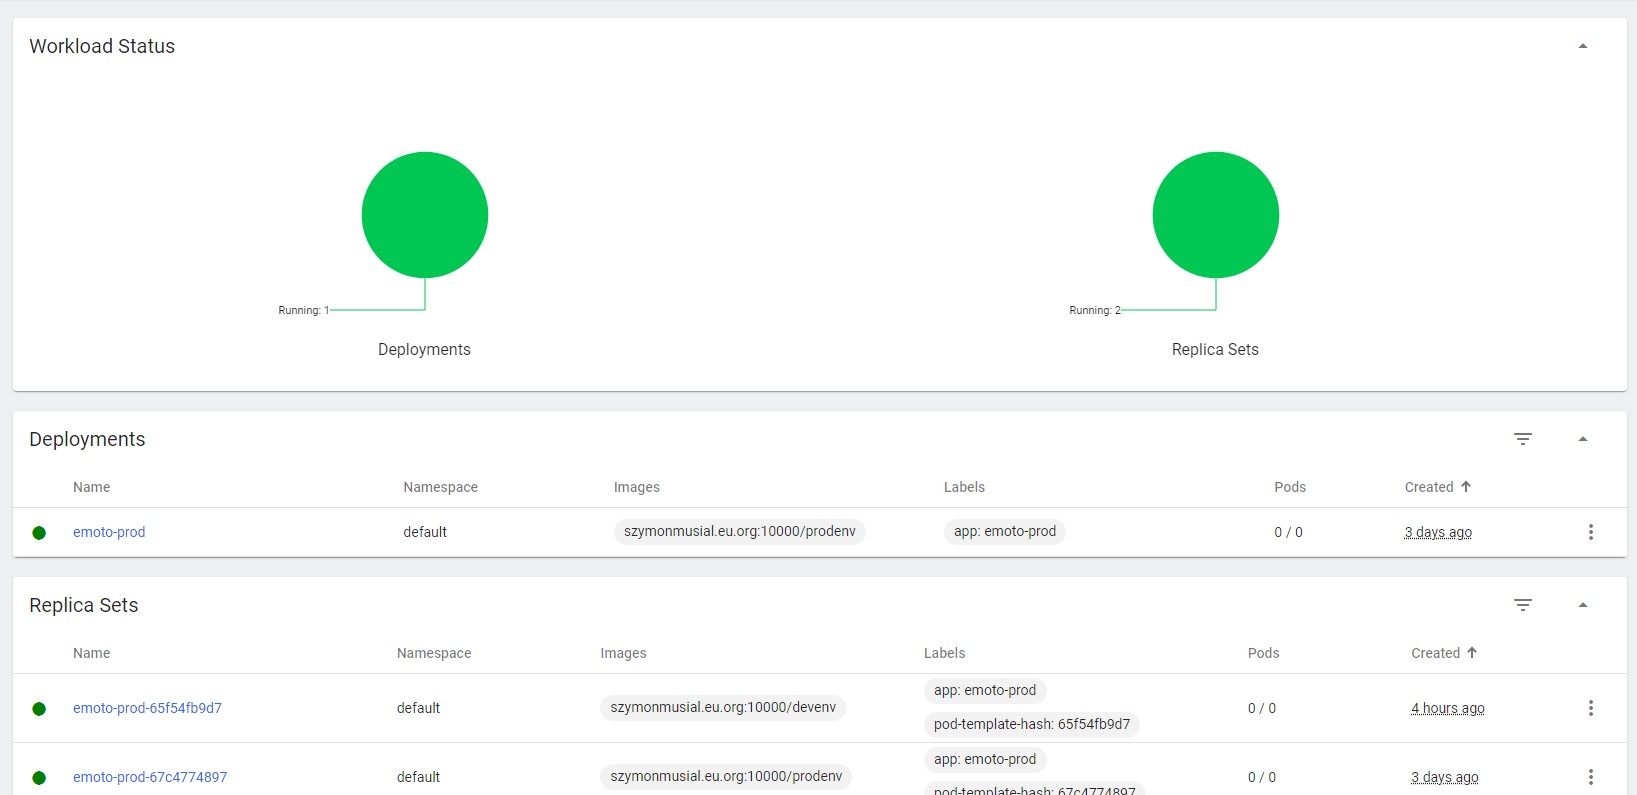 Workload Status
Running: 1
Running: 2
Deployments
Replica Sets
Deployments
Name Namespace Images Labels Pods Created
emoto-prod default szymonmusial.eu.org:10000/prodenv app: emoto-prod 0 / 0 3 days ago
Replica Sets
Name Namespace Images Labels Pods Created
app: emoto-prod
emoto-prod-65f54fb9d7 default szymonmusial.eu.org:10000/devenv 0 / 0 4 hours ago
pod-template-hash: 65f54fb9d7
app: emoto-prod
emoto-prod-67c4774897 default szymonmusial.eu.org:10000/prodenv 0 / 0 3 days ago
pod-template-hash: 67c4774897